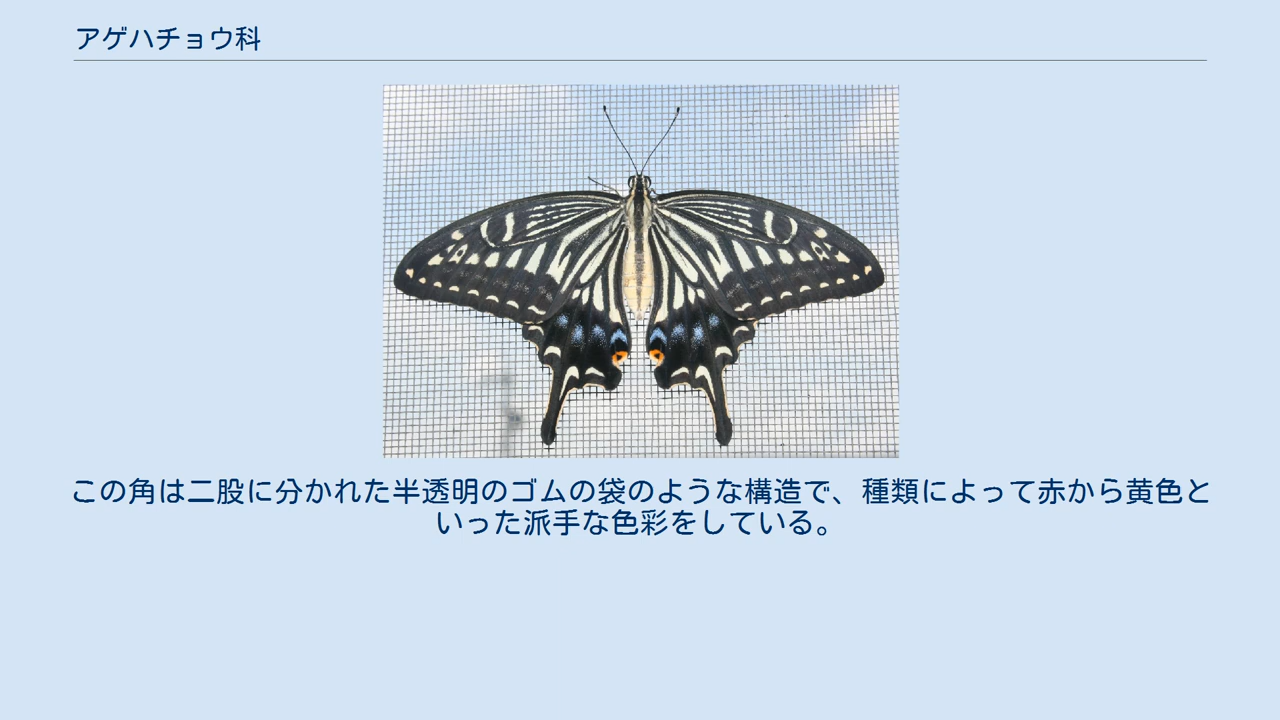 アゲハチョウ科
この角は二股に分かれた半透明のゴムの袋のような構造で、種類によって赤から黄色と
いった派手な色彩をしている。